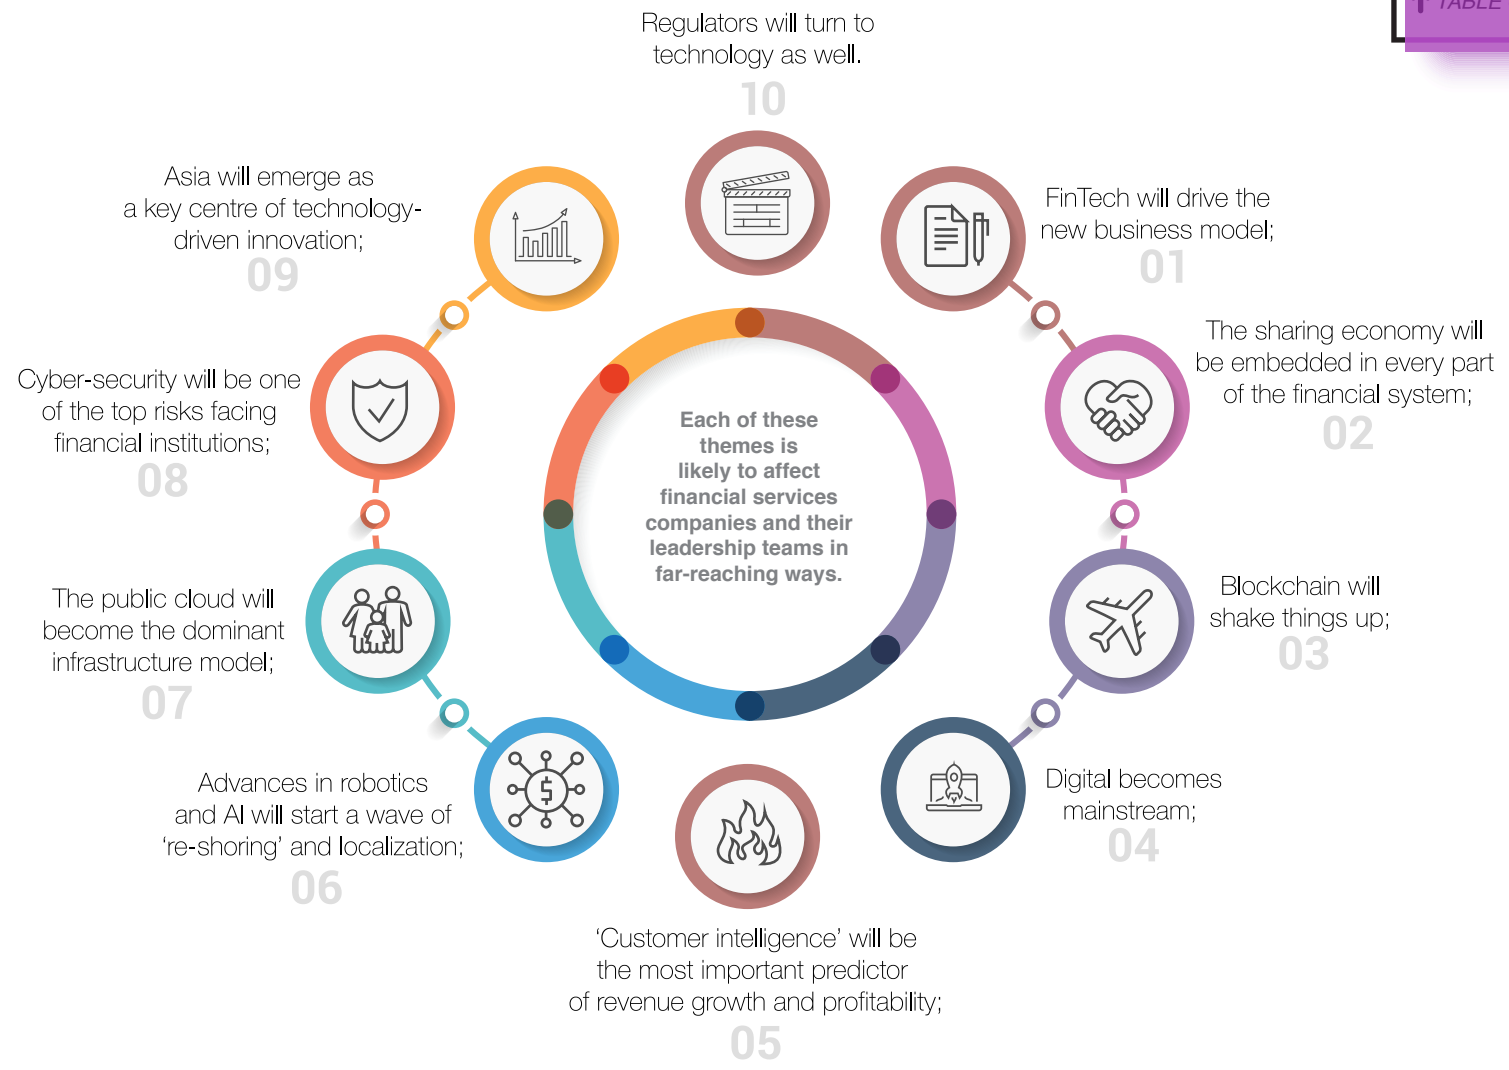 TABLE
Regulators will turn to
technology as well.
10
FinTech will drive the
new business model;
01
The sharing economy will
be embedded in every part
of the financial system;
02
Blockchain will
shake things up;
03
Digital becomes
mainstream;
04
‘Customer intelligence’ will be
the most important predictor
of revenue growth and profitability;
05
Advances in robotics
and AI will start a wave of
‘re-shoring’ and localization;
06
The public cloud will
become the dominant
infrastructure model;
07
Cyber-security will be one
of the top risks facing
financial institutions;
08
Asia will emerge as
a key centre of technology-
driven innovation;
09
Each of these
themes is
likely to affect
financial services
companies and their
leadership teams in
far-reaching ways.
$